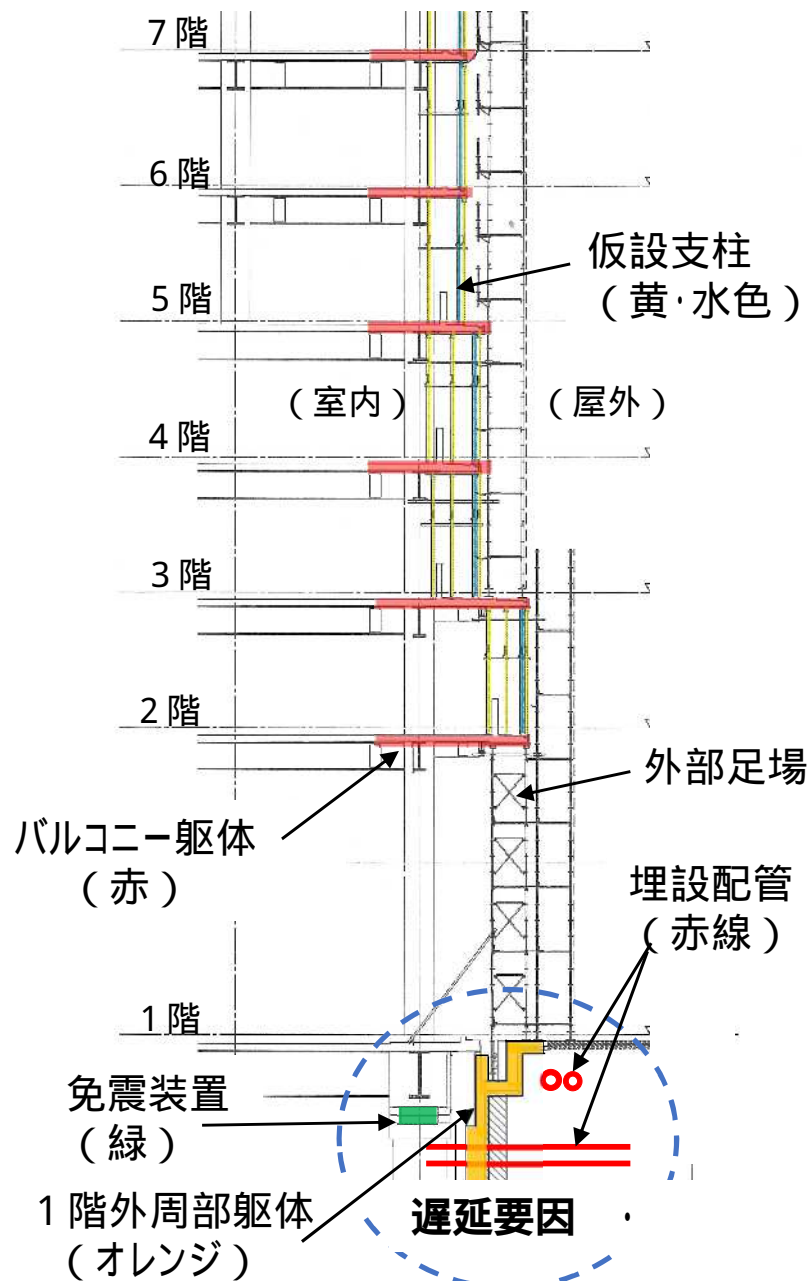 7階
6階
仮設支柱
（黄･水色）
5階
（室内）
（屋外）
4階
3階
2階
外部足場
バルコニー躯体
（赤）
埋設配管
（赤線）
1階
免震装置
（緑）
1階外周部躯体
（オレンジ）
遅延要因